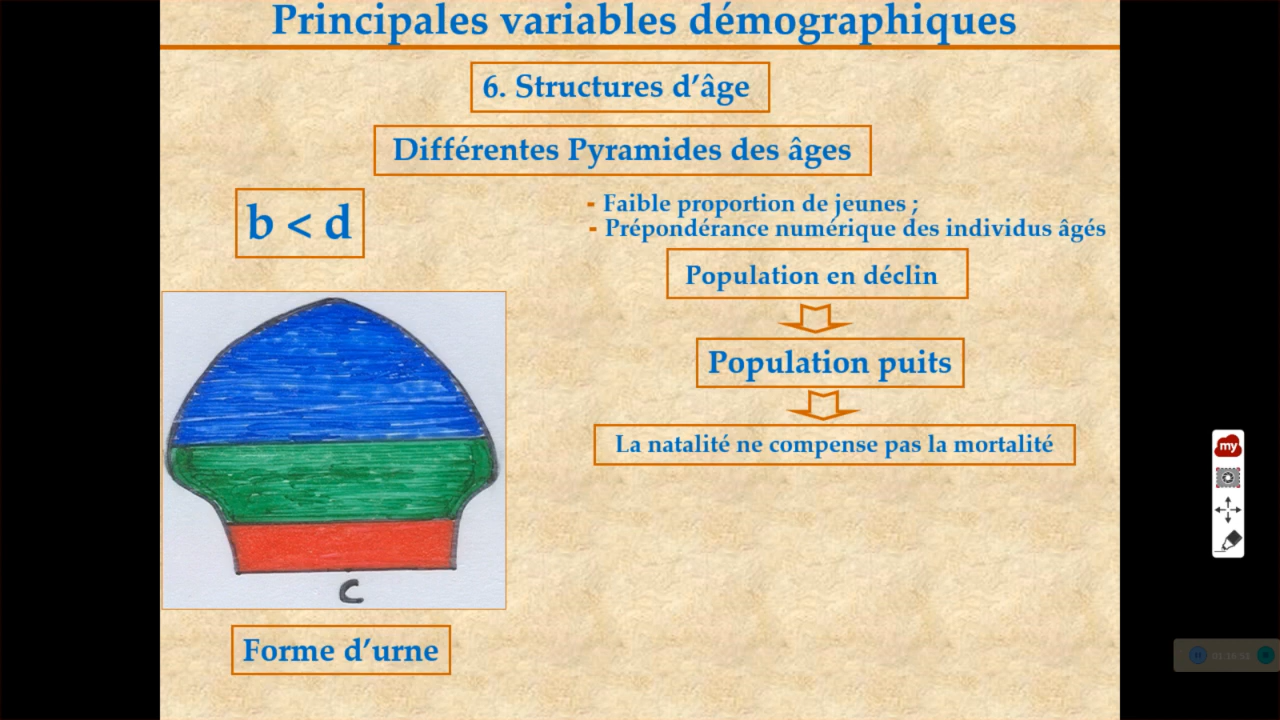 Principales variables démographiques
6. Structures d’âge
Différentes Pyramides des âges
b < d
- Faible proportion de jeunes ;
- Prépondérance numérique des individus âgés
Population en déclin
Population puits
La natalité ne compense pas la mortalité
C
Forme d’urne
my